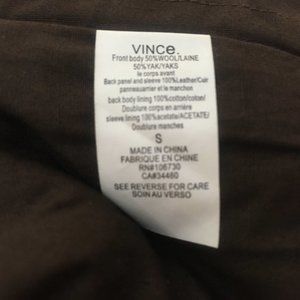 VINCE.
Front body 50%WOOL/LAINE
50%YAK/YAKS
le corps avant
Back panel and sleeve 100%Leather/Cuir
panneauarrier et le manchon
back body lining 100%cotton/coton/
Doublure corps en arrière
sleeve lining 100%acetate/ACETATE/
Doublure manches
S
MADE IN CHINA
FABRIQUE EN CHINE
RN#106730
CA#34460
SEE REVERSE FOR CARE
SOIN AU VERSO